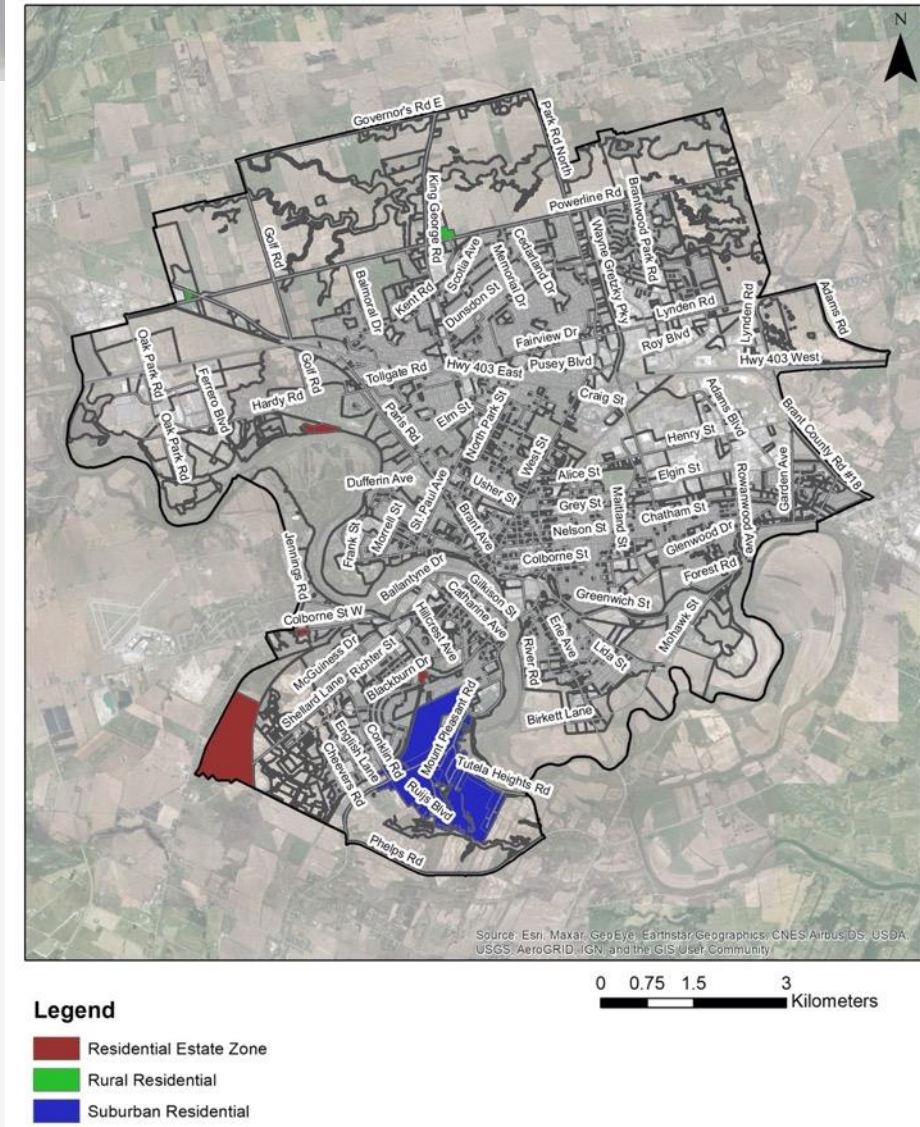 N
Governor's Rd E
Park Rd North
King George Rd
Powerline Rd
Brantwood Park Rd
Wayne Gretzky Pky
Golf Rd
Scotia Ave
Cedarland Dr
Memorial Dr
Balmoral Dr
Kent Rd
Dunsdon St
Lynden Rd
Lynden Rd
Adams Rd
Fairview Dr
Roy Blvd
Oak Park Rd
Golf Rd
Tollgate Rd
Hwy 403 East
Pusey Blvd
Hwy 403 West
Ferrero Blvd
Hardy Rd
Paris Rd
Elm St
North Park St
Craig St
Adams Blvd
Brant County Rd #18
Oak Park Rd
West St
Henry St
Dufferin Ave
St. Paul Ave
Usher St
Alice St
Elgin St
Garden Ave
Rowanwood Ave
Morrell St
Brant Ave
Grey St
Maitland St
Chatham St
Frank St
Nelson St
Glenwood Dr
Jennings Rd
Colborne St
Forest Rd
Ballantyne Dr
Gilkison St
Catharine Ave
Greenwich St
Colborne St W
Hillcrest Ave
Mohawk St
McGuiness Dr
Richter St
Erie Ave
River Rd
Lida St
Shellard Lane
Blackburn Dr
Mount Pleasant Rd
Birkett Lane
English Lane
Conklin Rd
Cheevers Rd
Tutela Heights Rd
Ruijs Blvd
Phelps Rd
Source: Esri, Maxar, GeoEye, Earthstar Geographics, CNES/Airbus DS, USDA,
USGS, AeroGRID, IGN, and the GIS User Community
0 0.75 1.5 3
Kilometers
Legend
Residential Estate Zone
Rural Residential
Suburban Residential